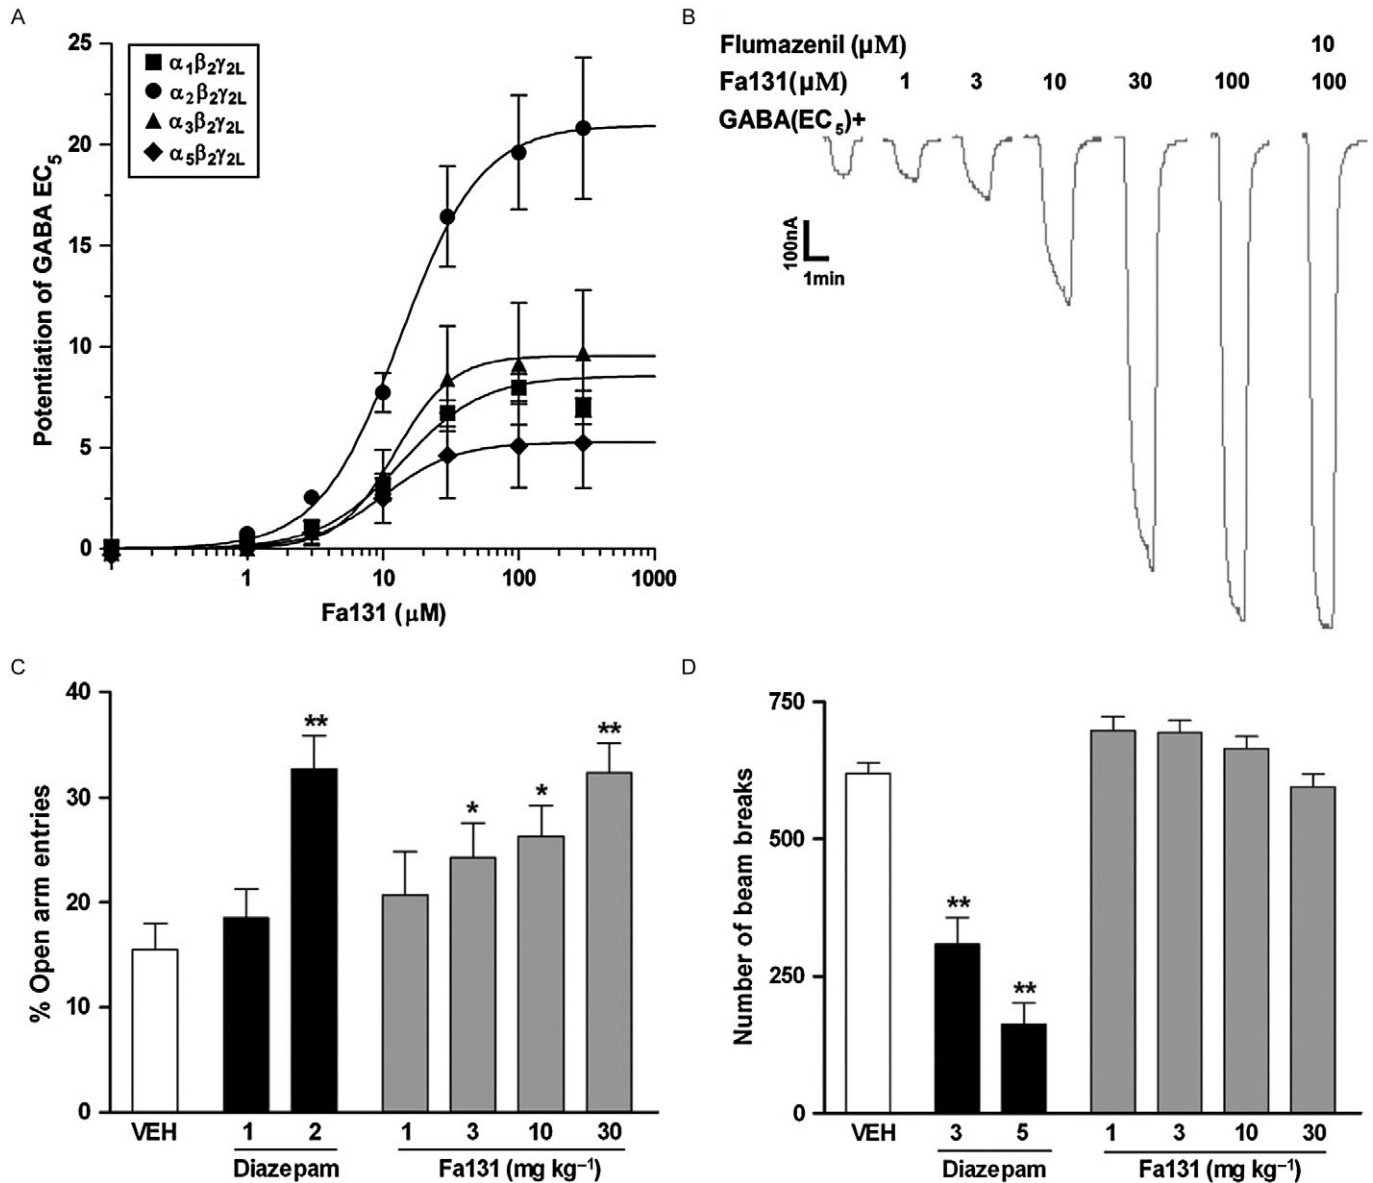 A
25
20
15
10
5
0
Potentiation of GABA EC5
α1β2γ2L
α2β2γ2L
α3β2γ2L
α5β2γ2L
1 10 100 1000
Fa131 (µM)
B
Flumazenil (µM) 10
Fa131(µM) 1 3 10 30 100 100
GABA(EC5)+
100nA
1min
C
40
30
20
10
0
% Open arm entries
** * * **
VEH 1 2 1 3 10 30
Diazepam Fa131 (mg kg–1)
D
750
500
250
0
Number of beam breaks
**
**
VEH 3 5 1 3 10 30
Diazepam Fa131 (mg kg–1)